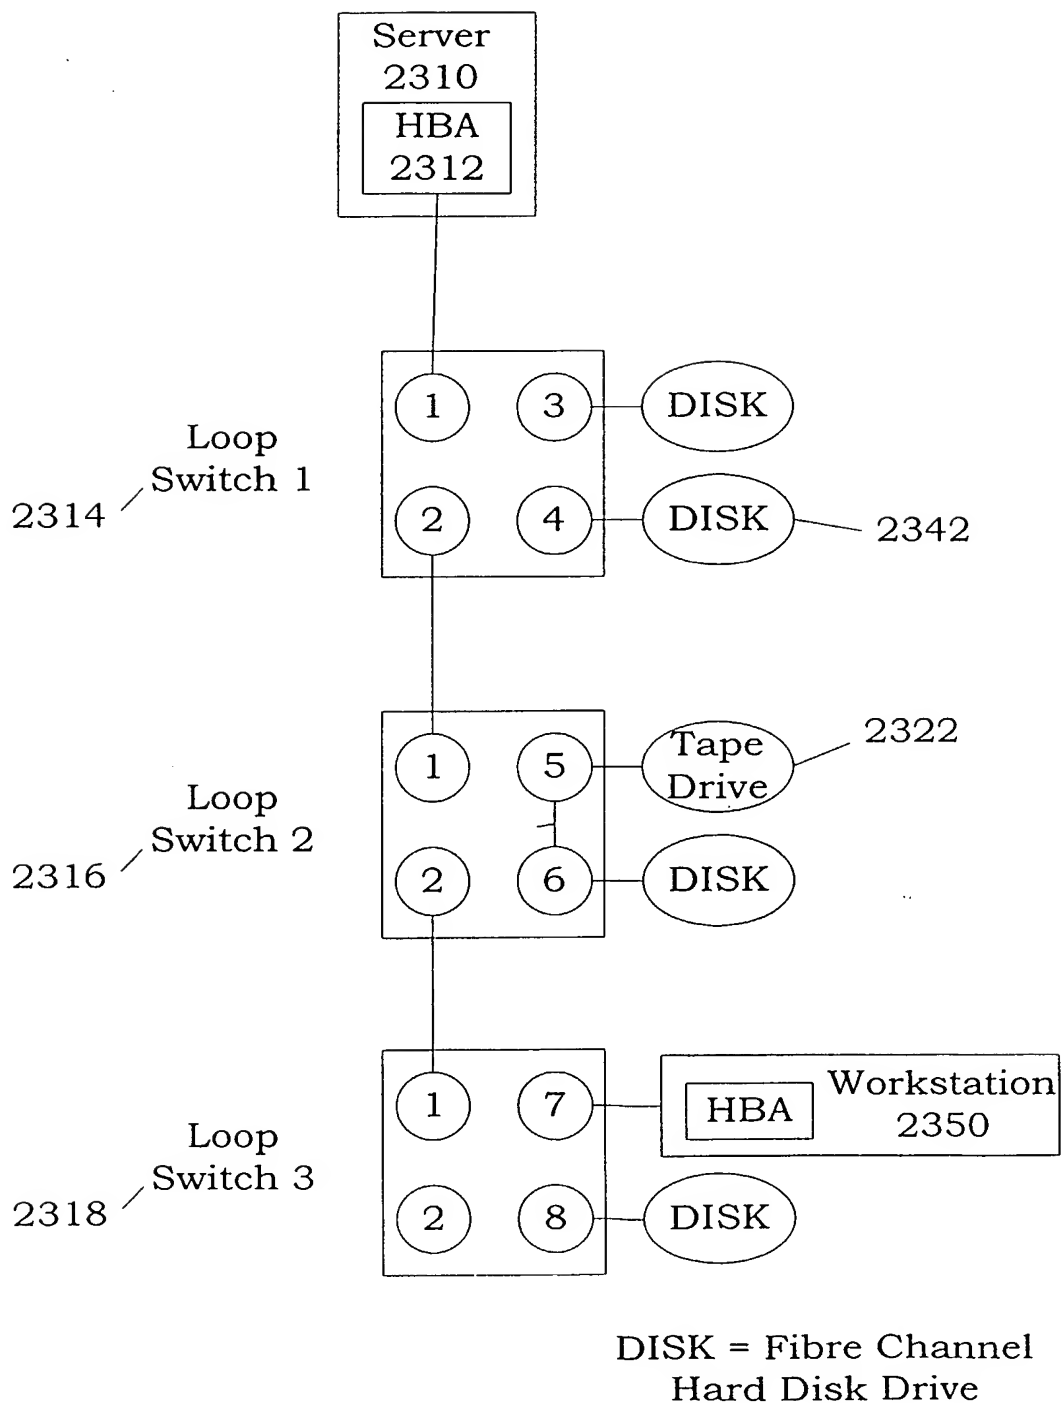 Server
2310
HBA
2312
1
3
DISK
Loop
Switch 1
2314
2
4
DISK
2342
1
5
Tape
Drive
2322
Loop
Switch 2
2316
2
6
DISK
1
7
HBA
Workstation
2350
Loop
Switch 3
2318
2
8
DISK
DISK = Fibre Channel
Hard Disk Drive